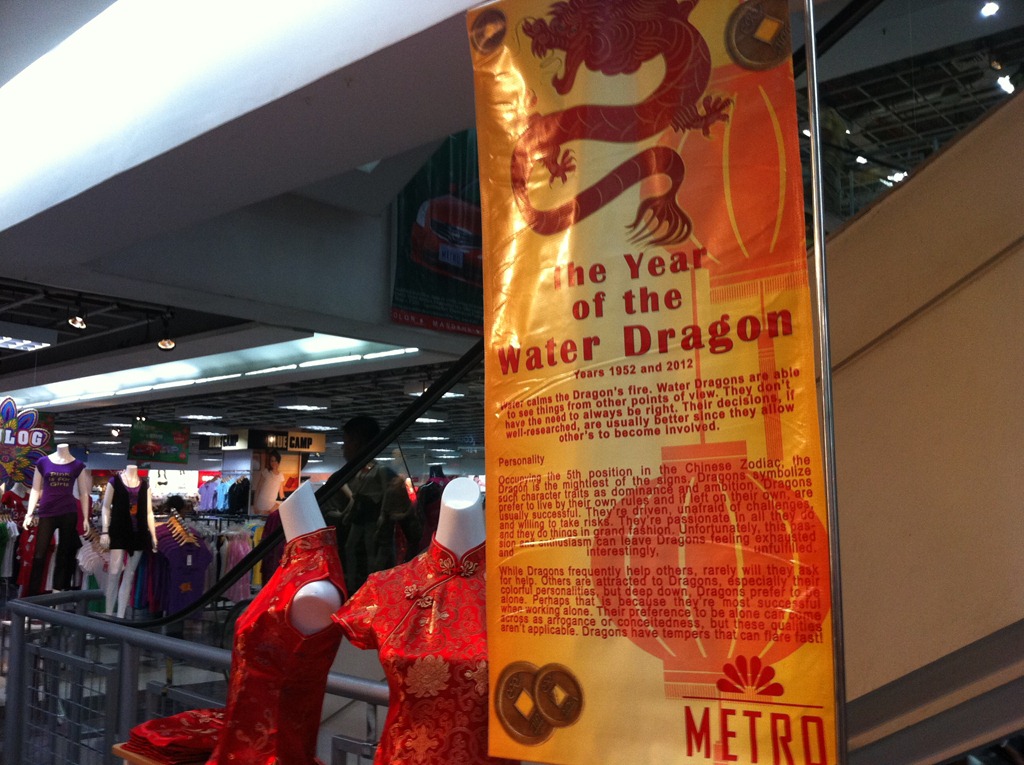 The Year
of the
Water Dragon
Years 1952 and 2012
Water calms the Dragon's fire. Water Dragons are able
to see things from other points of view. They don't
have the need to always be right. Their decisions, if
well-researched, are usually better since they allow
other's to become involved.
Personality
Occupying the 5th position in the Chinese Zodiac, the
Dragon is the mightiest of the signs. Dragons symbolize
such character traits as dominance and ambition. Dragons
prefer to live by their own rules and if left on their own, are
usually successful. They're driven, unafraid of challenges,
and willing to take risks. They're passionate in all they do
and they do things in grand fashion. Unfortunately, that pas-
sion and enthusiasm can leave Dragons feeling exhausted
and interestingly, unfulfilled.
While Dragons frequently help others, rarely will they ask
for help. Others are attracted to Dragons, especially their
colorful personalities, but deep down, Dragons prefer to be
alone. Perhaps that is because they're most successful
when working alone. Their preference to be alone can come
across as arrogance or conceitedness, but these qualities
aren't applicable. Dragons have tempers that can flare fast!
METRO
LOG
CAMP